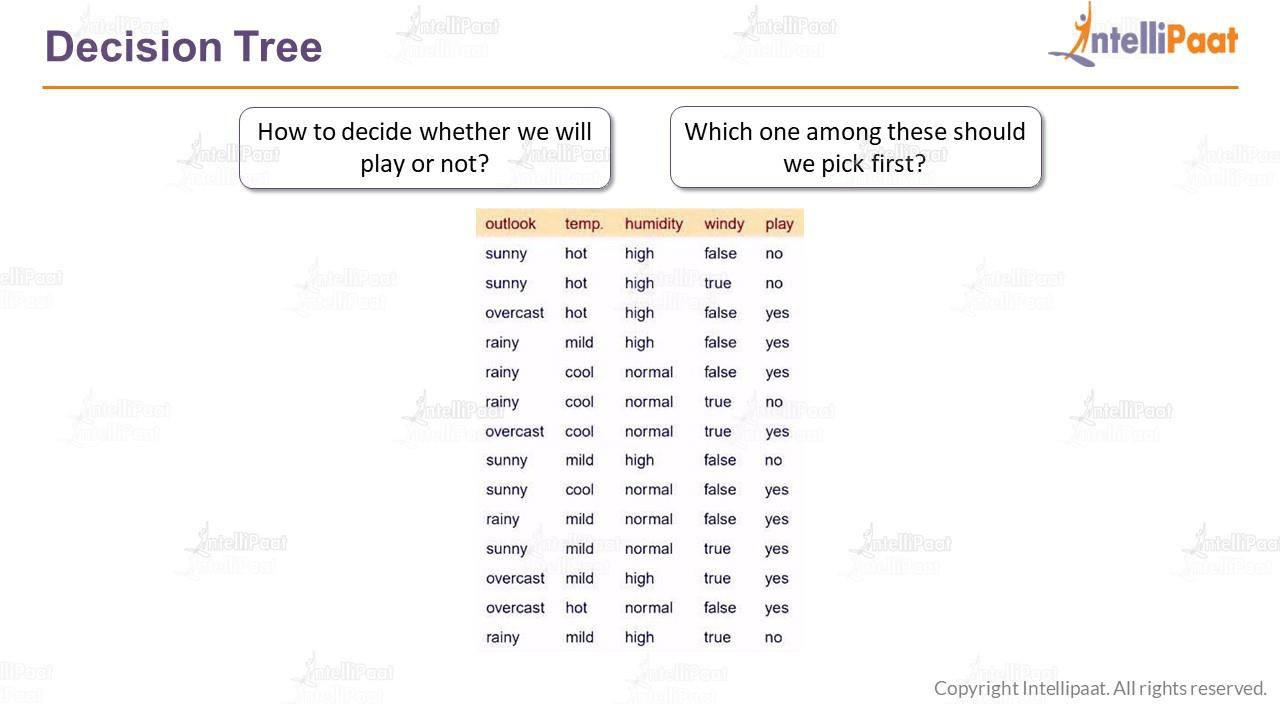 Decision Tree
IntelliPaat
How to decide whether we will
play or not?
Which one among these should
we pick first?
outlook temp. humidity windy play
sunny hot high false no
sunny hot high true no
overcast hot high false yes
rainy mild high false yes
rainy cool normal false yes
rainy cool normal true no
overcast cool normal true yes
sunny mild high false no
sunny cool normal false yes
rainy mild normal false yes
sunny mild normal true yes
overcast mild high true yes
overcast hot normal false yes
rainy mild high true no
Copyright Intellipaat. All rights reserved.